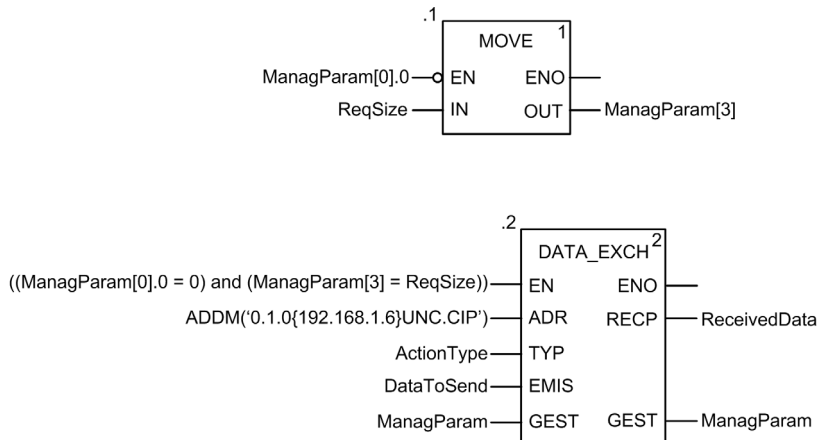 .1
MOVE 1
ManagParam[0].0 EN ENO
ReqSize IN OUT ManagParam[3]
.2
DATA_EXCH 2
((ManagParam[0].0 = 0) and (ManagParam[3] = ReqSize)) EN ENO
ADDM(‘0.1.0{192.168.1.6}UNC.CIP’) ADR RECP ReceivedData
ActionType TYP
DataToSend EMIS
ManagParam GEST GEST ManagParam